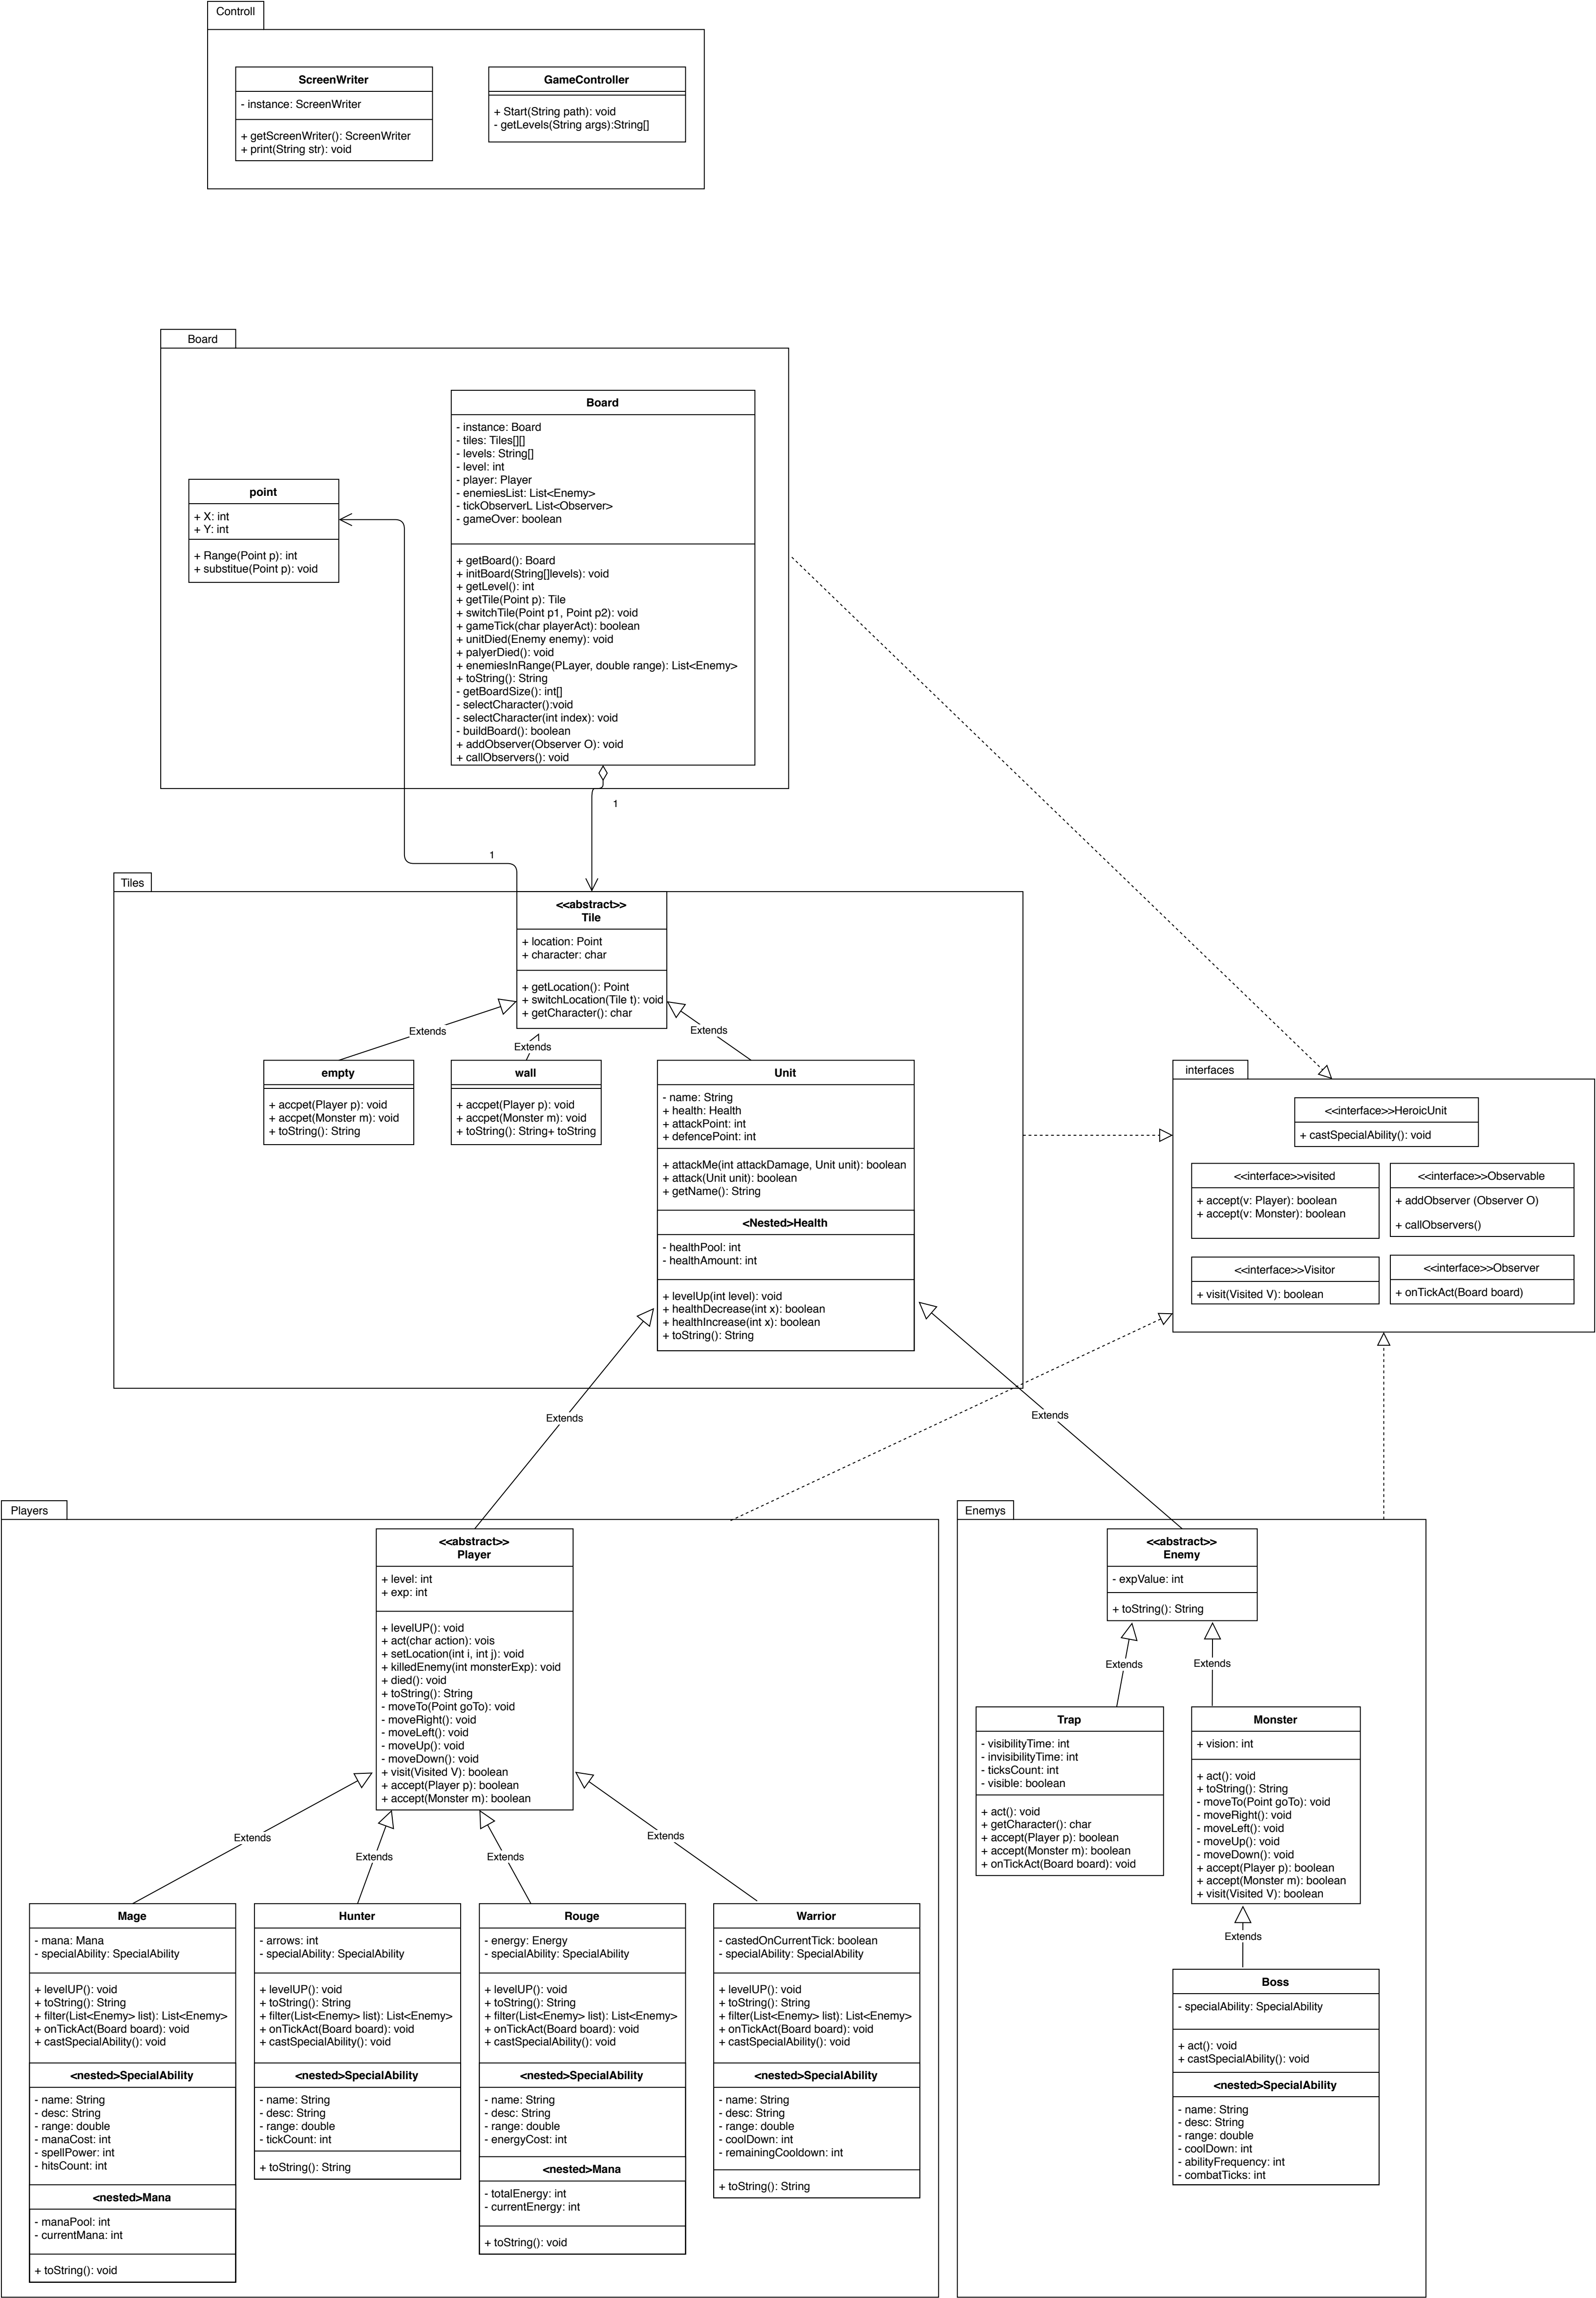 Controll
ScreenWriter
- instance: ScreenWriter
+ getScreenWriter(): ScreenWriter
+ print(String str): void
GameController
+ Start(String path): void
- getLevels(String args):String[]
Board
point
+ X: int
+ Y: int
+ Range(Point p): int
+ substitue(Point p): void
Board
- instance: Board
- tiles: Tiles[][]
- levels: String[]
- level: int
- player: Player
- enemiesList: List<Enemy>
- tickObserverL List<Observer>
- gameOver: boolean
+ getBoard(): Board
+ initBoard(String[]levels): void
+ getLevel(): int
+ getTile(Point p): Tile
+ switchTile(Point p1, Point p2): void
+ gameTick(char playerAct): boolean
+ unitDied(Enemy enemy): void
+ palyerDied(): void
+ enemiesInRange(PLayer, double range): List<Enemy>
+ toString(): String
- getBoardSize(): int[]
- selectCharacter():void
- selectCharacter(int index): void
- buildBoard(): boolean
+ addObserver(Observer O): void
+ callObservers(): void
1
1
Tiles
<<abstract>>
Tile
+ location: Point
+ character: char
+ getLocation(): Point
+ switchLocation(Tile t): void
+ getCharacter(): char
Extends
Extends
Extends
empty
+ accpet(Player p): void
+ accpet(Monster m): void
+ toString(): String
wall
+ accpet(Player p): void
+ accpet(Monster m): void
+ toString(): String+ toString
Unit
- name: String
+ health: Health
+ attackPoint: int
+ defencePoint: int
+ attackMe(int attackDamage, Unit unit): boolean
+ attack(Unit unit): boolean
+ getName(): String
<Nested>Health
- healthPool: int
- healthAmount: int
+ levelUp(int level): void
+ healthDecrease(int x): boolean
+ healthIncrease(int x): boolean
+ toString(): String
interfaces
<<interface>>HeroicUnit
+ castSpecialAbility(): void
<<interface>>visited
+ accept(v: Player): boolean
+ accept(v: Monster): boolean
<<interface>>Observable
+ addObserver (Observer O)
+ callObservers()
<<interface>>Visitor
+ visit(Visited V): boolean
<<interface>>Observer
+ onTickAct(Board board)
Extends
Extends
Players
<<abstract>>
Player
+ level: int
+ exp: int
+ levelUP(): void
+ act(char action): vois
+ setLocation(int i, int j): void
+ killedEnemy(int monsterExp): void
+ died(): void
+ toString(): String
- moveTo(Point goTo): void
- moveRight(): void
- moveLeft(): void
- moveUp(): void
- moveDown(): void
+ visit(Visited V): boolean
+ accept(Player p): boolean
+ accept(Monster m): boolean
Extends
Extends
Extends
Extends
Mage
- mana: Mana
- specialAbility: SpecialAbility
+ levelUP(): void
+ toString(): String
+ filter(List<Enemy> list): List<Enemy>
+ onTickAct(Board board): void
+ castSpecialAbility(): void
<nested>SpecialAbility
- name: String
- desc: String
- range: double
- manaCost: int
- spellPower: int
- hitsCount: int
<nested>Mana
- manaPool: int
- currentMana: int
+ toString(): void
Hunter
- arrows: int
- specialAbility: SpecialAbility
+ levelUP(): void
+ toString(): String
+ filter(List<Enemy> list): List<Enemy>
+ onTickAct(Board board): void
+ castSpecialAbility(): void
<nested>SpecialAbility
- name: String
- desc: String
- range: double
- tickCount: int
+ toString(): String
Rouge
- energy: Energy
- specialAbility: SpecialAbility
+ levelUP(): void
+ toString(): String
+ filter(List<Enemy> list): List<Enemy>
+ onTickAct(Board board): void
+ castSpecialAbility(): void
<nested>SpecialAbility
- name: String
- desc: String
- range: double
- energyCost: int
<nested>Mana
- totalEnergy: int
- currentEnergy: int
+ toString(): void
Warrior
- castedOnCurrentTick: boolean
- specialAbility: SpecialAbility
+ levelUP(): void
+ toString(): String
+ filter(List<Enemy> list): List<Enemy>
+ onTickAct(Board board): void
+ castSpecialAbility(): void
<nested>SpecialAbility
- name: String
- desc: String
- range: double
- coolDown: int
- remainingCooldown: int
+ toString(): String
Enemys
<<abstract>>
Enemy
- expValue: int
+ toString(): String
Extends
Extends
Trap
- visibilityTime: int
- invisibilityTime: int
- ticksCount: int
- visible: boolean
+ act(): void
+ getCharacter(): char
+ accept(Player p): boolean
+ accept(Monster m): boolean
+ onTickAct(Board board): void
Monster
+ vision: int
+ act(): void
+ toString(): String
- moveTo(Point goTo): void
- moveRight(): void
- moveLeft(): void
- moveUp(): void
- moveDown(): void
+ accept(Player p): boolean
+ accept(Monster m): boolean
+ visit(Visited V): boolean
Extends
Boss
- specialAbility: SpecialAbility
+ act(): void
+ castSpecialAbility(): void
<nested>SpecialAbility
- name: String
- desc: String
- range: double
- coolDown: int
- abilityFrequency: int
- combatTicks: int